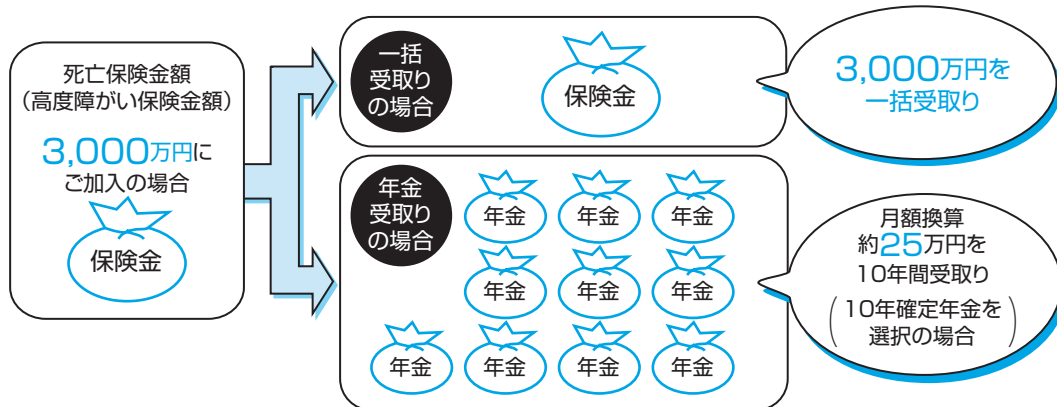 死亡保険金額
(高度障がい保険金額)
3,000万円に
ご加入の場合
保険金
一括
受取り
の場合
保険金
3,000万円を
一括受取り
年金
受取り
の場合
年金 年金 年金
年金 年金 年金
年金 年金 年金 年金
月額換算
約25万円を
10年間受取り
(10年確定年金を
選択の場合)